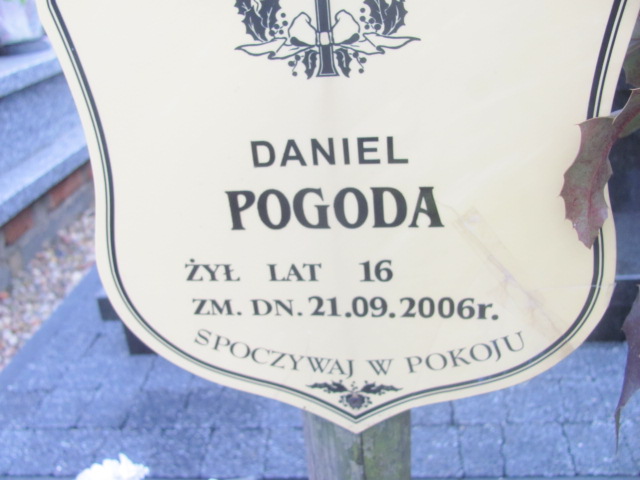 DANIEL
POGODA
ŻYŁ LAT 16
ZM. DN. 21.09.2006r.
SPOCZYWAJ W POKOJU